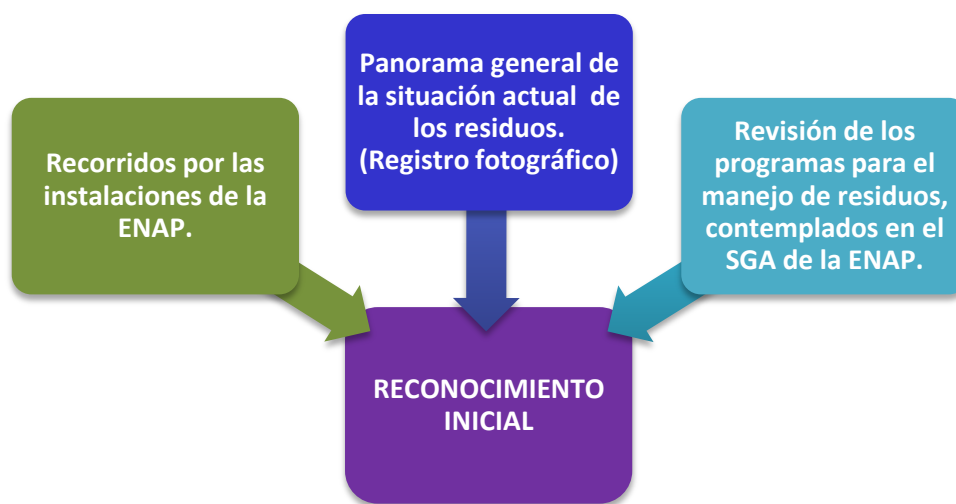 Recorridos por las
instalaciones de la
ENAP.
Panorama general de
la situación actual de
los residuos.
(Registro fotográfico)
Revisión de los
programas para el
manejo de residuos,
contemplados en el
SGA de la ENAP.
RECONOCIMIENTO
INICIAL